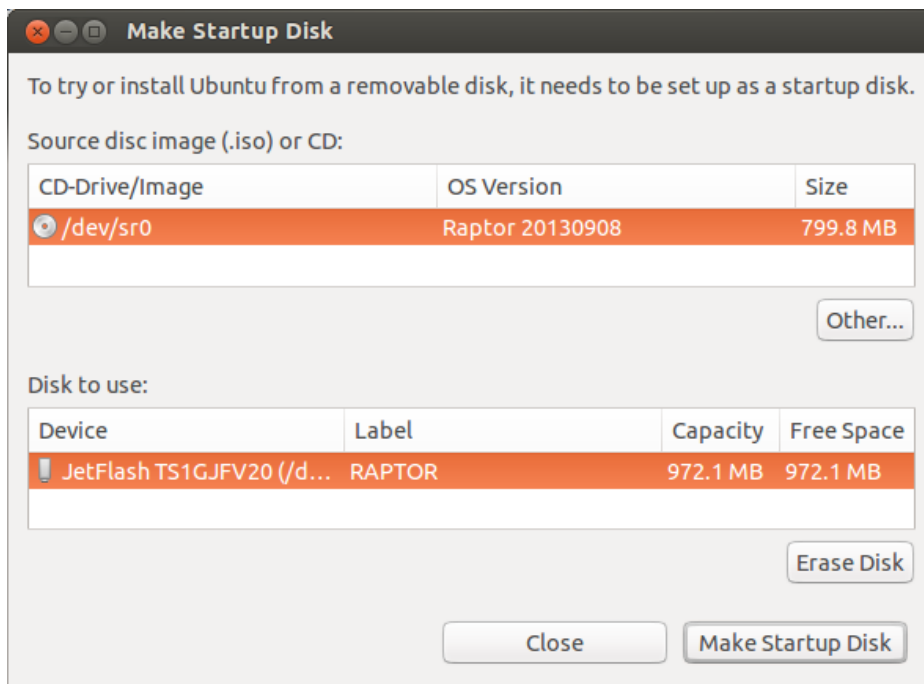 Make Startup Disk
To try or install Ubuntu from a removable disk, it needs to be set up as a startup disk.
Source disc image (.iso) or CD:
CD-Drive/Image OS Version Size
/dev/sr0 Raptor 20130908 799.8 MB
Other...
Disk to use:
Device Label Capacity Free Space
JetFlash TS1GJFV20 (/d... RAPTOR 972.1 MB 972.1 MB
Erase Disk
Close Make Startup Disk